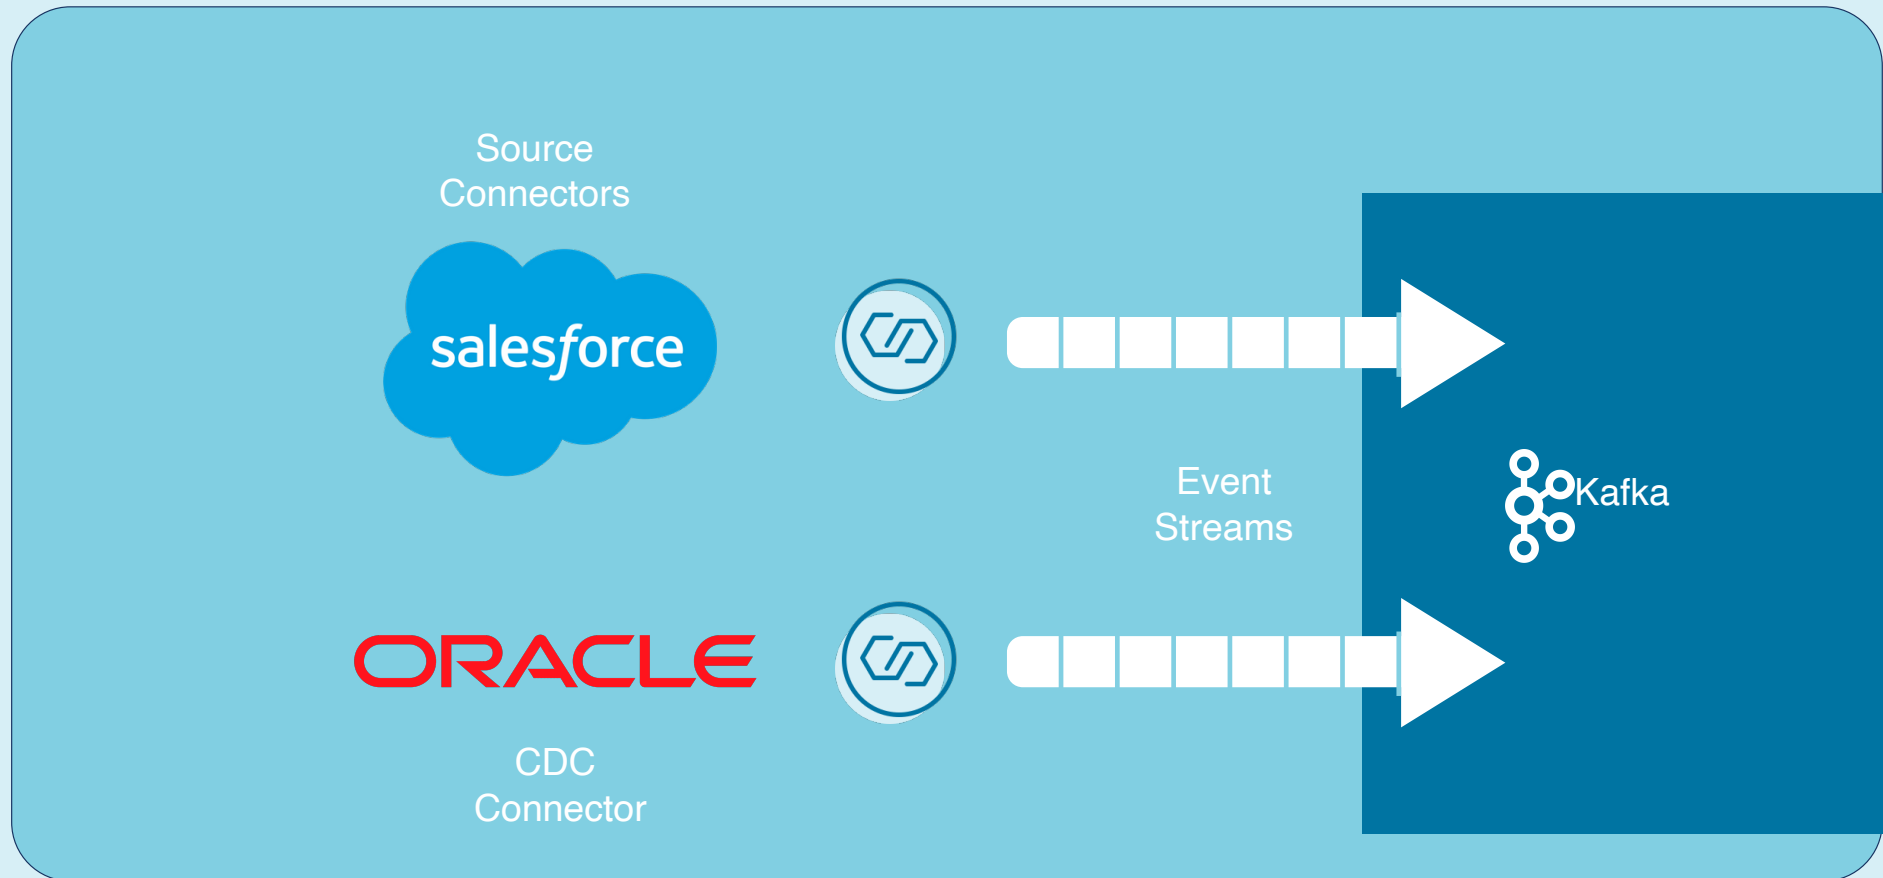 Source
Connectors
salesforce
Event
Streams
Kafka
ORACLE
CDC
Connector